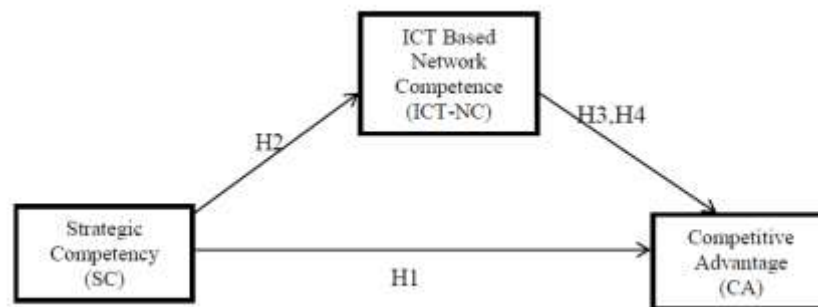 ICT Based
Network
Competence
(ICT-NC)
H2
H3,H4
Strategic
Competency
(SC)
H1
Competitive
Advantage
(CA)